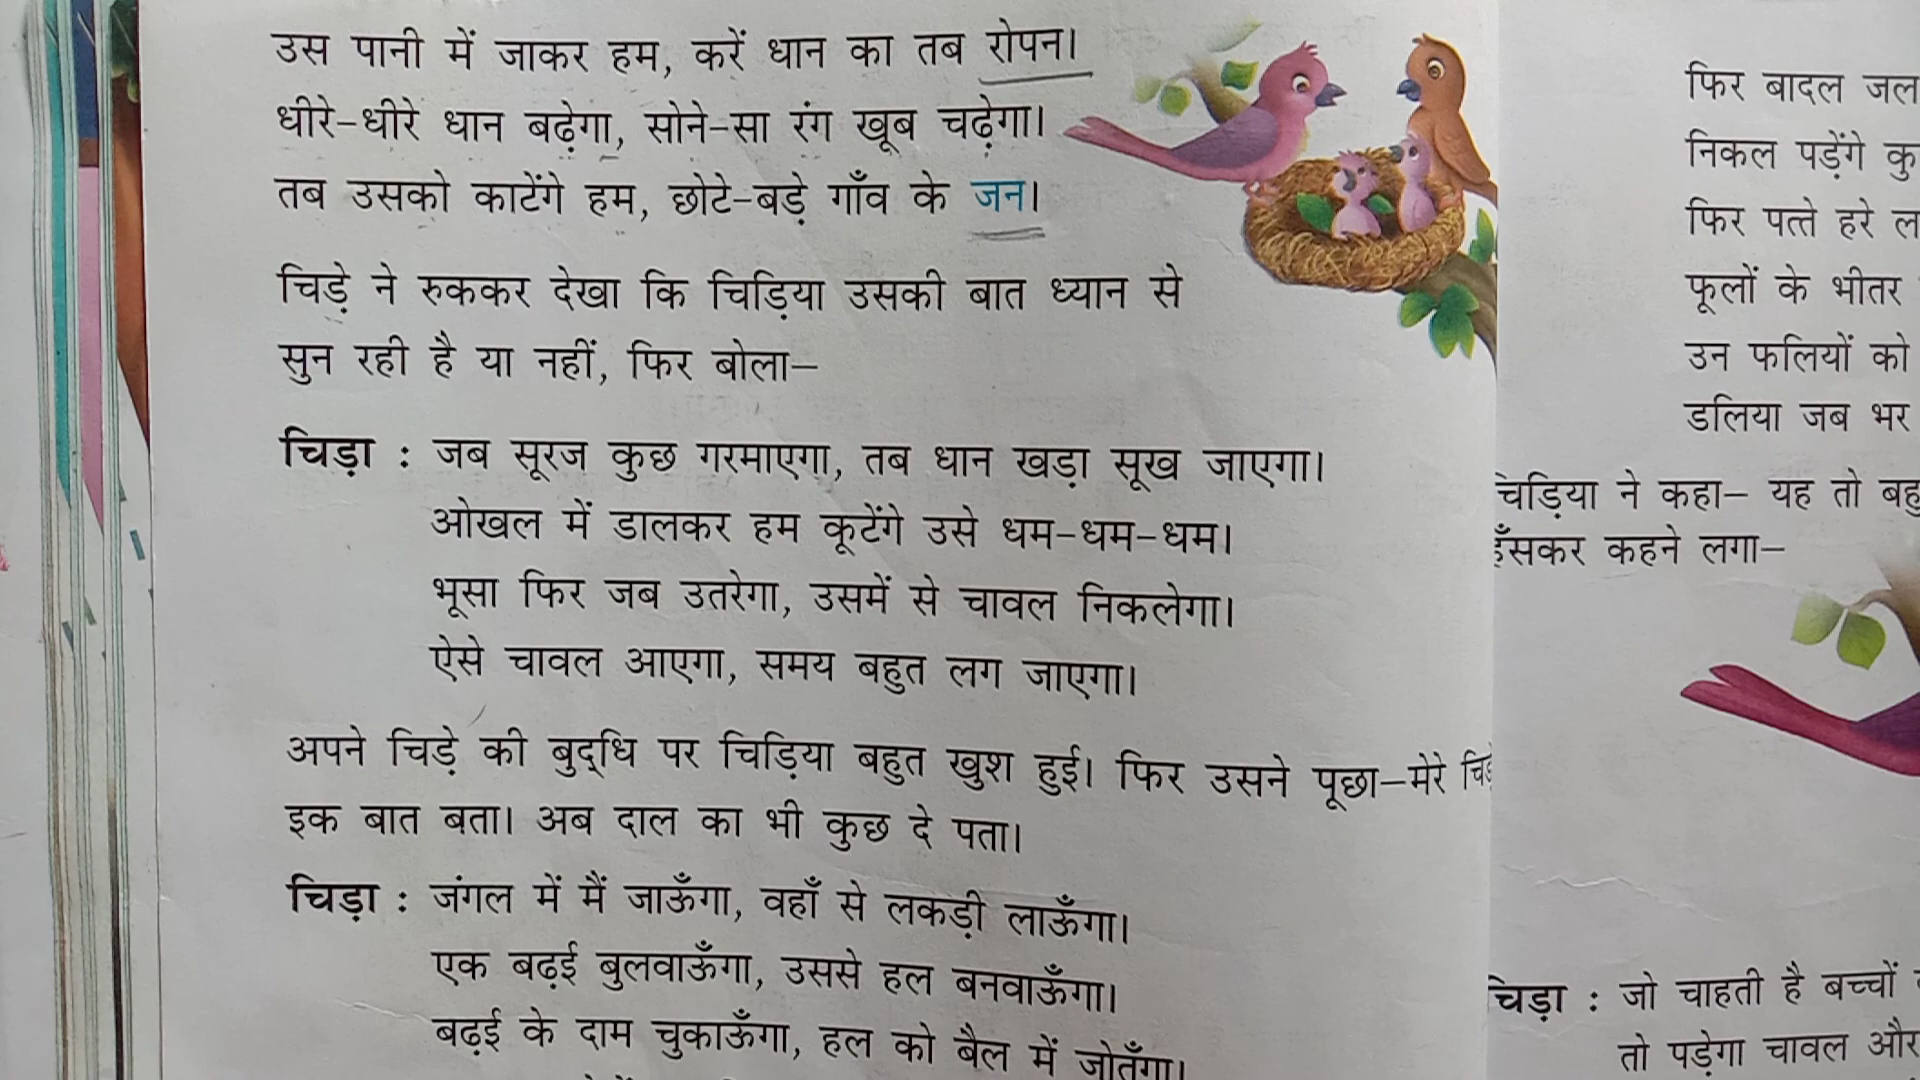 उस पानी में जाकर हम, करें धान का तब रोपन।
धीरे-धीरे धान बढ़ेगा, सोने-सा रंग खूब चढ़ेगा।
तब उसको काटेंगे हम, छोटे-बड़े गाँव के जन।
चिड़े ने रुककर देखा कि चिड़िया उसकी बात ध्यान से
सुन रही है या नहीं, फिर बोला–
चिड़ा : जब सूरज कुछ गरमाएगा, तब धान खड़ा सूख जाएगा।
ओखल में डालकर हम कूटेंगे उसे धम-धम-धम।
भूसा फिर जब उतरेगा, उसमें से चावल निकलेगा।
ऐसे चावल आएगा, समय बहुत लग जाएगा।
अपने चिड़े की बुद्धि पर चिड़िया बहुत खुश हुई। फिर उसने पूछा–मेरे
इक बात बता। अब दाल का भी कुछ दे पता।
चिड़ा : जंगल में मैं जाऊँगा, वहाँ से लकड़ी लाऊँगा।
एक बढ़ई बुलवाऊँगा, उससे हल बनवाऊँगा।
बढ़ई के दाम चुकाऊँगा, हल को बैल में जोतूँगा।
फिर बादल जल
निकल पड़ेंगे
फिर पत्ते हरे
फूलों के भीतर
उन फलियों को
डलिया जब भर
चिड़िया ने कहा– यह तो
हँसकर कहने लगा–
चिड़ा : जो चाहती है बच्चों
तो पड़ेगा चावल और